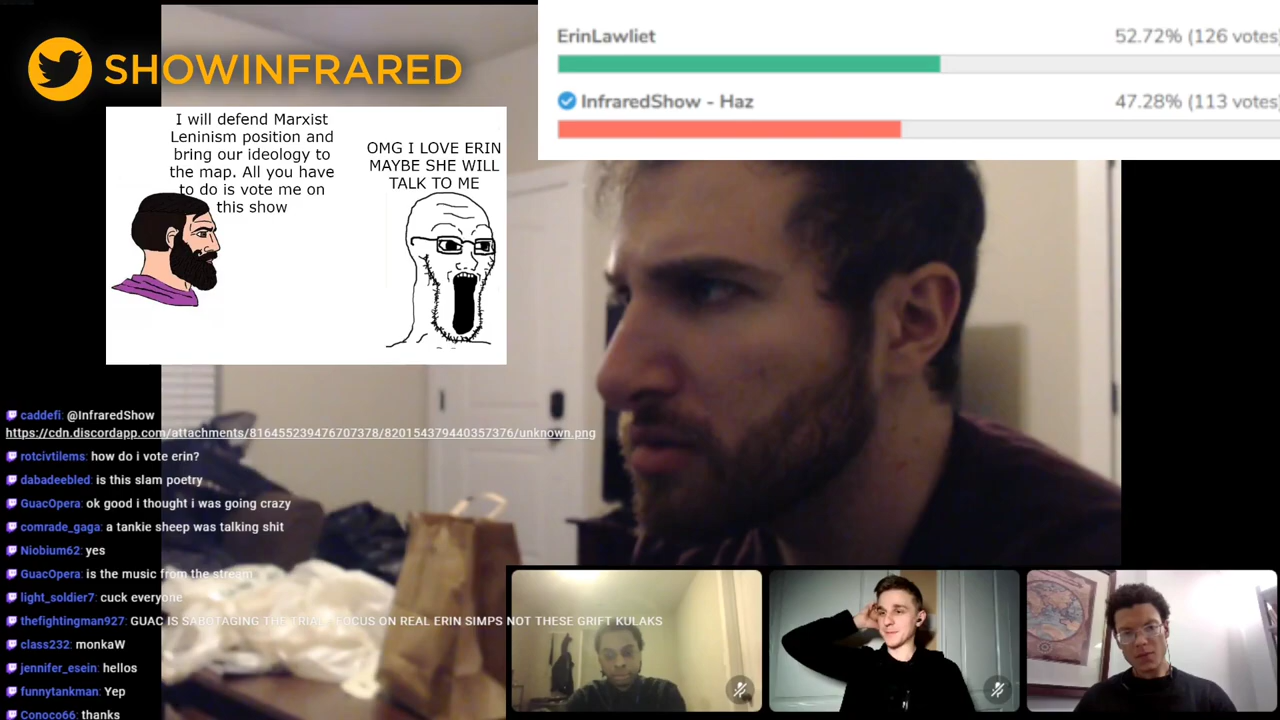 SHOWINFRARED
ErinLawliet 52.72% (126 votes)
InfraredShow - Haz 47.28% (113 votes)
I will defend Marxist
Leninism position and
bring our ideology to
the map. All you have
to do is vote me on
this show
OMG I LOVE ERIN
MAYBE SHE WILL
TALK TO ME
caddefi: @InfraredShow
https://cdn.discordapp.com/attachments/816455239476707378/820154379440357376/unknown.png
rotcivtilems: how do i vote erin?
dabadeebled: is this slam poetry
GuacOpera: ok good i thought i was going crazy
comrade_gaga: a tankie sheep was talking shit
Niobium62: yes
GuacOpera: is the music from the stream
light_soldier7: cuck everyone
thefightingman927: GUAC IS SABOTAGING THE TRIAL. FOCUS ON REAL ERIN SIMPS NOT THESE GRIFT KULAKS
class232: monkaW
jennifer_esein: hellos
funnytankman: Yep
Conoco66: thanks